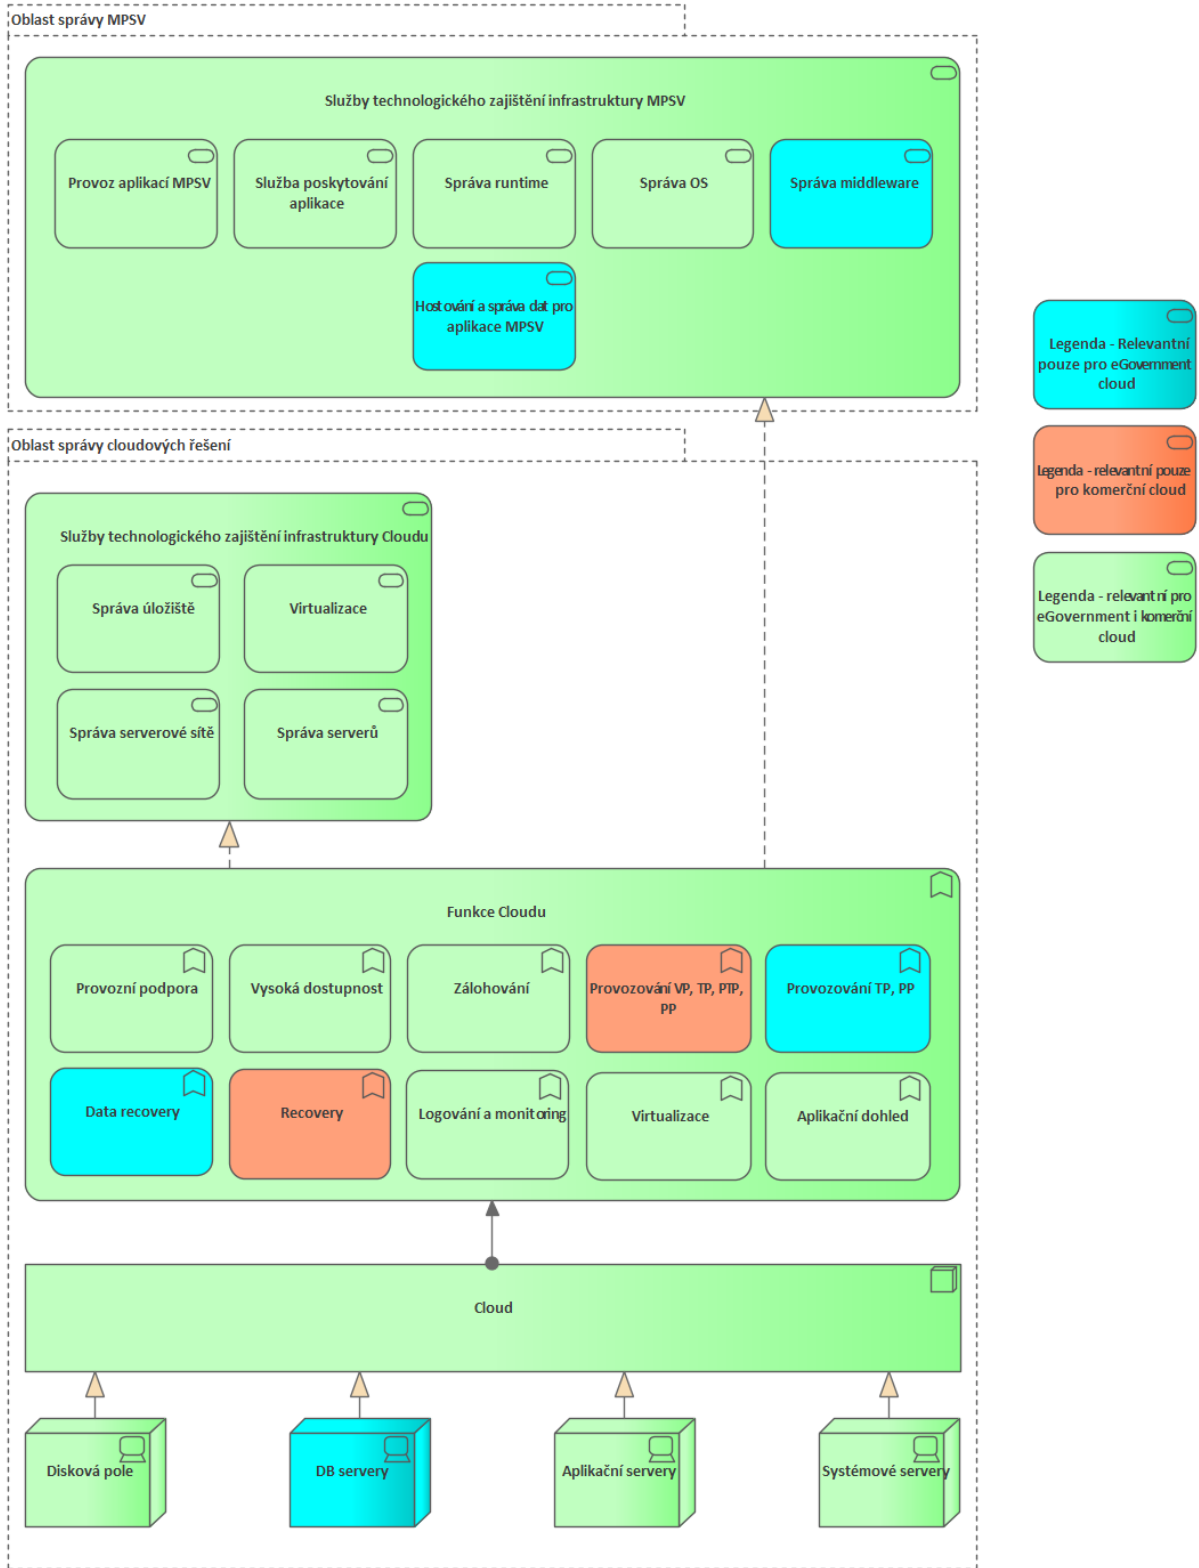 Oblast správy MPSV
Služby technologického zajištění infrastruktury MPSV
Provoz aplikací MPSV
Služba poskytování
aplikace
Správa runtime
Správa OS
Správa middleware
Hostování a správa dat pro
aplikace MPSV
Legenda - Relevantní
pouze pro eGovernment
cloud
Legenda - relevantní pouze
pro komerční cloud
Legenda - relevantní pro
eGovernment i komerční
cloud
Oblast správy cloudových řešení
Služby technologického zajištění infrastruktury Cloudu
Správa úložiště
Virtualizace
Správa serverové sítě
Správa serverů
Funkce Cloudu
Provozní podpora
Vysoká dostupnost
Zálohování
Provozování VP, TP, PTP,
PP
Provozování TP, PP
Data recovery
Recovery
Logování a monitoring
Virtualizace
Aplikační dohled
Cloud
Disková pole
DB servery
Aplikační servery
Systémové servery